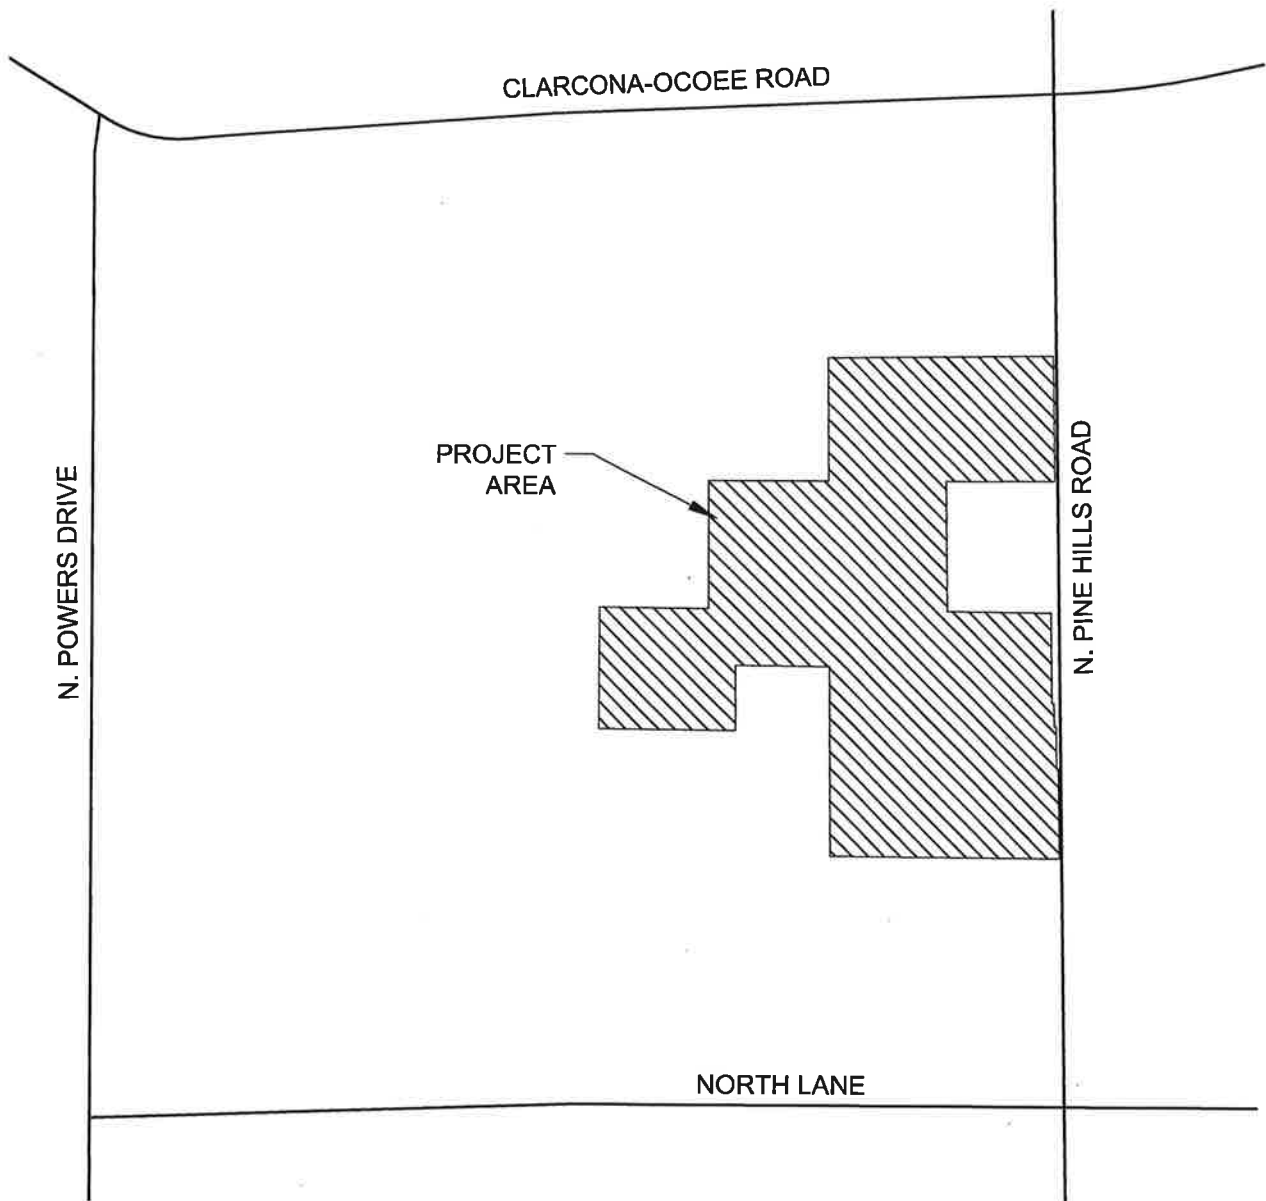 CLARCONA-OCOEE ROAD
PROJECT
AREA
N. POWERS DRIVE
N. PINE HILLS ROAD
NORTH LANE